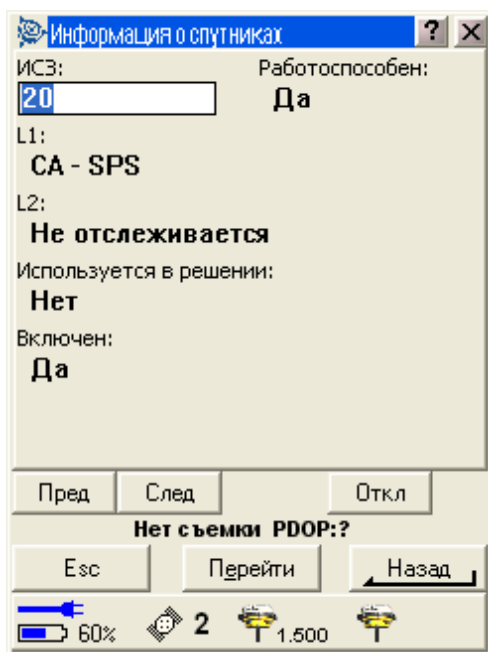 Информация о спутниках ? X
ИСЗ: Работоспособен:
20 Да
L1:
CA - SPS
L2:
Не отслеживается
Используется в решении:
Нет
Включен:
Да
Пред След Откл
Нет съемки PDOP:?
Esc Перейти Назад
60% 2 1.500